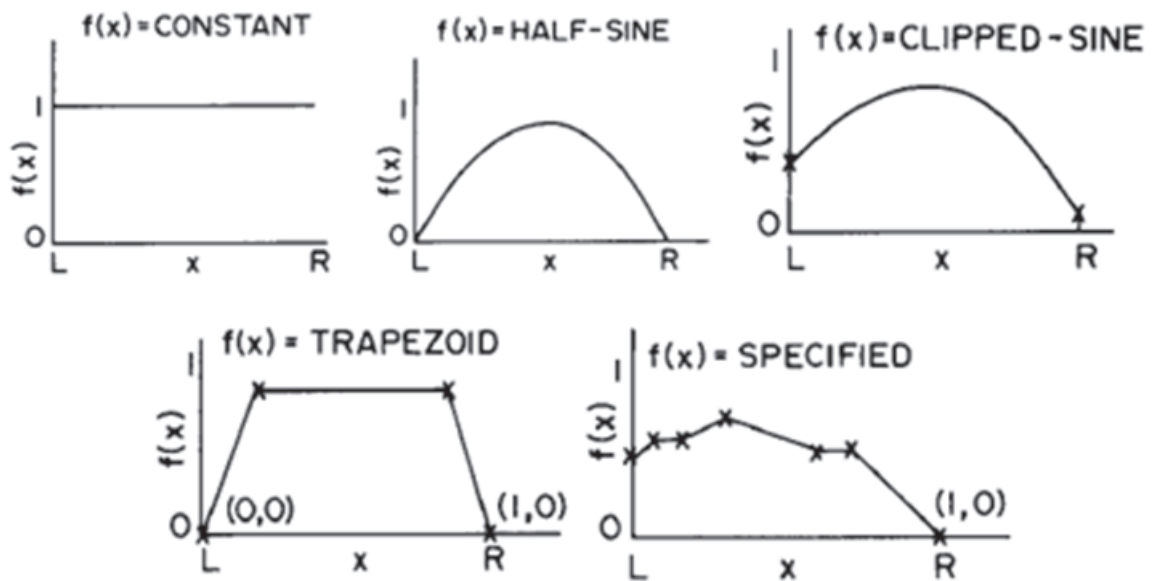 f(x)=CONSTANT
1
f(x)
0
L x R
f(x)=HALF-SINE
1
f(x)
0
L x R
f(x)=CLIPPED-SINE
1
f(x)
0
L x R
f(x)= TRAPEZOID
1
f(x)
0
(0,0)
(1,0)
L x R
f(x)= SPECIFIED
1
f(x)
0
(1,0)
L x R